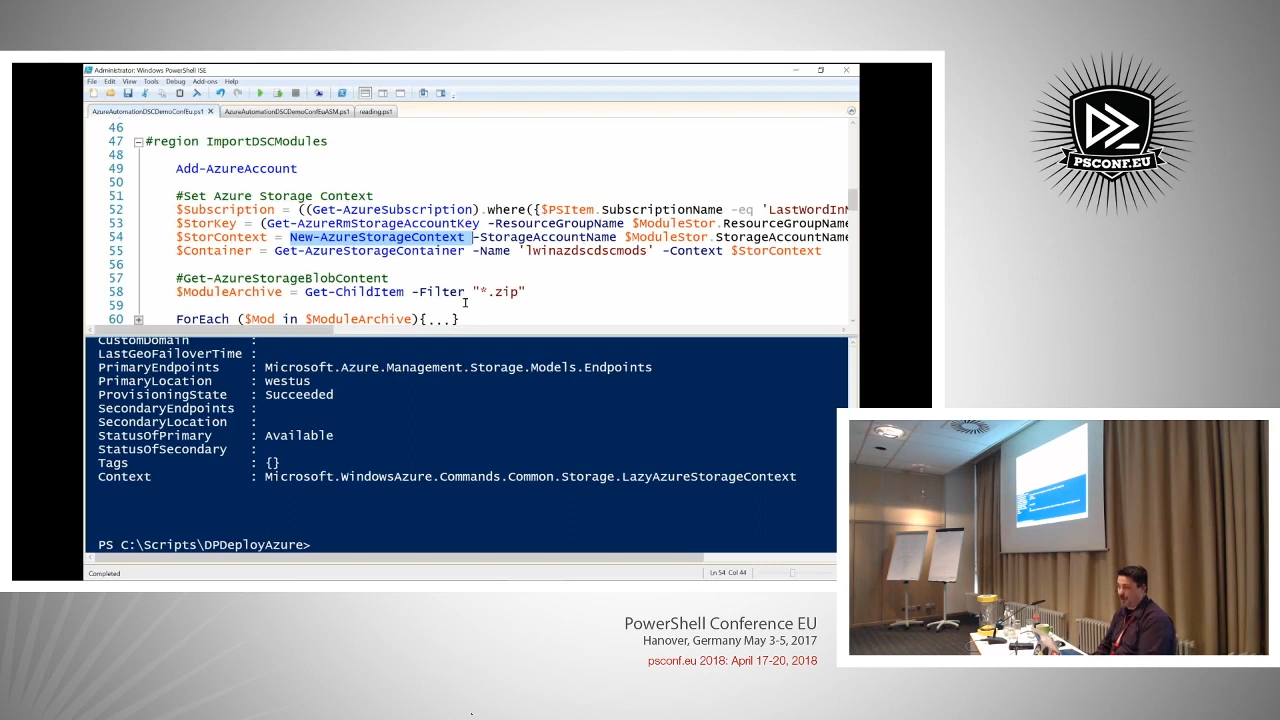 Administrator: Windows PowerShell ISE
File Edit View Tools Debug Add-ons Help
AzureAutomationDSCDemoConfEu.ps1 X AzureAutomationDSCDemoConfEuASM.ps1 reading.ps1
46
47 #region ImportDSCModules
48
49 Add-AzureAccount
50
51 #Set Azure Storage Context
52 $Subscription = ((Get-AzureSubscription).where({$PSItem.SubscriptionName -eq 'LastWordInN
53 $StorKey = (Get-AzureRmStorageAccountKey -ResourceGroupName $ModuleStor.ResourceGroupName
54 $StorContext = New-AzureStorageContext -StorageAccountName $ModuleStor.StorageAccountName
55 $Container = Get-AzureStorageContainer -Name 'lwinazdscdscmods' -Context $StorContext
56
57 #Get-AzureStorageBlobContent
58 $ModuleArchive = Get-ChildItem -Filter "*.zip"
59
60 ForEach ($Mod in $ModuleArchive){...}
CustomDomain :
LastGeoFailoverTime :
PrimaryEndpoints : Microsoft.Azure.Management.Storage.Models.Endpoints
PrimaryLocation : westus
ProvisioningState : Succeeded
SecondaryEndpoints :
SecondaryLocation :
StatusOfPrimary : Available
StatusOfSecondary :
Tags : {}
Context : Microsoft.WindowsAzure.Commands.Common.Storage.LazyAzureStorageContext
PS C:\Scripts\DPDeployAzure>
Completed Ln 54 Col 44
PSCONF.EU
PowerShell Conference EU
Hanover, Germany May 3-5, 2017
psconf.eu 2018: April 17-20, 2018